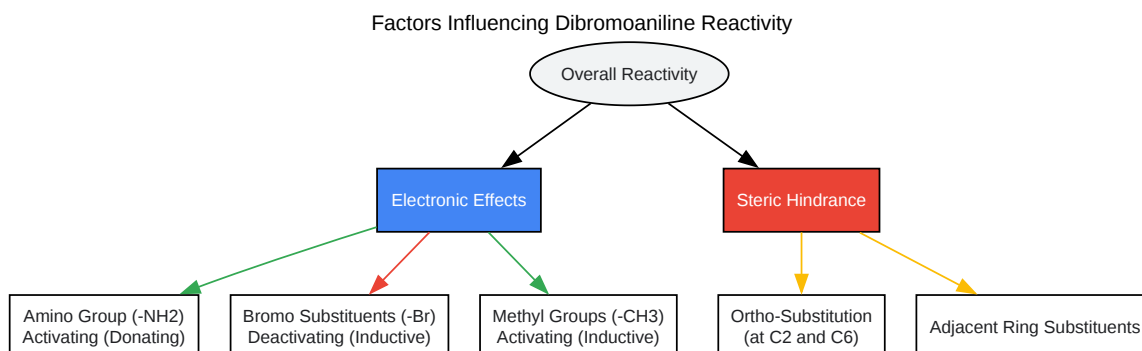 Factors Influencing Dibromoaniline Reactivity
Overall Reactivity
Electronic Effects
Steric Hindrance
Amino Group (-NH2)
Activating (Donating)
Bromo Substituents (-Br)
Deactivating (Inductive)
Methyl Groups (-CH3)
Activating (Inductive)
Ortho-Substitution
(at C2 and C6)
Adjacent Ring Substituents